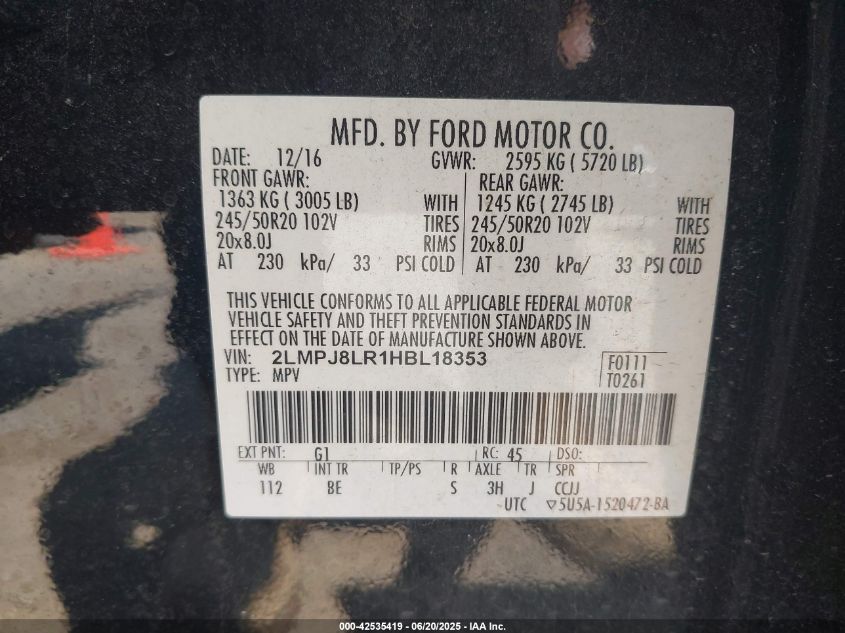 MFD. BY FORD MOTOR CO.
DATE: 12/16 GVWR: 2595 KG ( 5720 LB)
FRONT GAWR: REAR GAWR:
1363 KG ( 3005 LB) WITH 1245 KG ( 2745 LB) WITH
245/50R20 102V TIRES 245/50R20 102V TIRES
20x8.0J RIMS 20x8.0J RIMS
AT 230 kPa/ 33 PSI COLD AT 230 kPa/ 33 PSI COLD
THIS VEHICLE CONFORMS TO ALL APPLICABLE FEDERAL MOTOR
VEHICLE SAFETY AND THEFT PREVENTION STANDARDS IN
EFFECT ON THE DATE OF MANUFACTURE SHOWN ABOVE.
VIN: 2LMPJ8LR1HBL18353 F0111
TYPE: MPV T0261
EXT PNT: G1 RC: 45 DSO:
WB INT TR TP/PS R AXLE TR SPR
112 BE S 3H J CCJJ
UTC ▽5U5A-1520472-BA
000-42535419 | 06/20/2025 - IAA Inc.